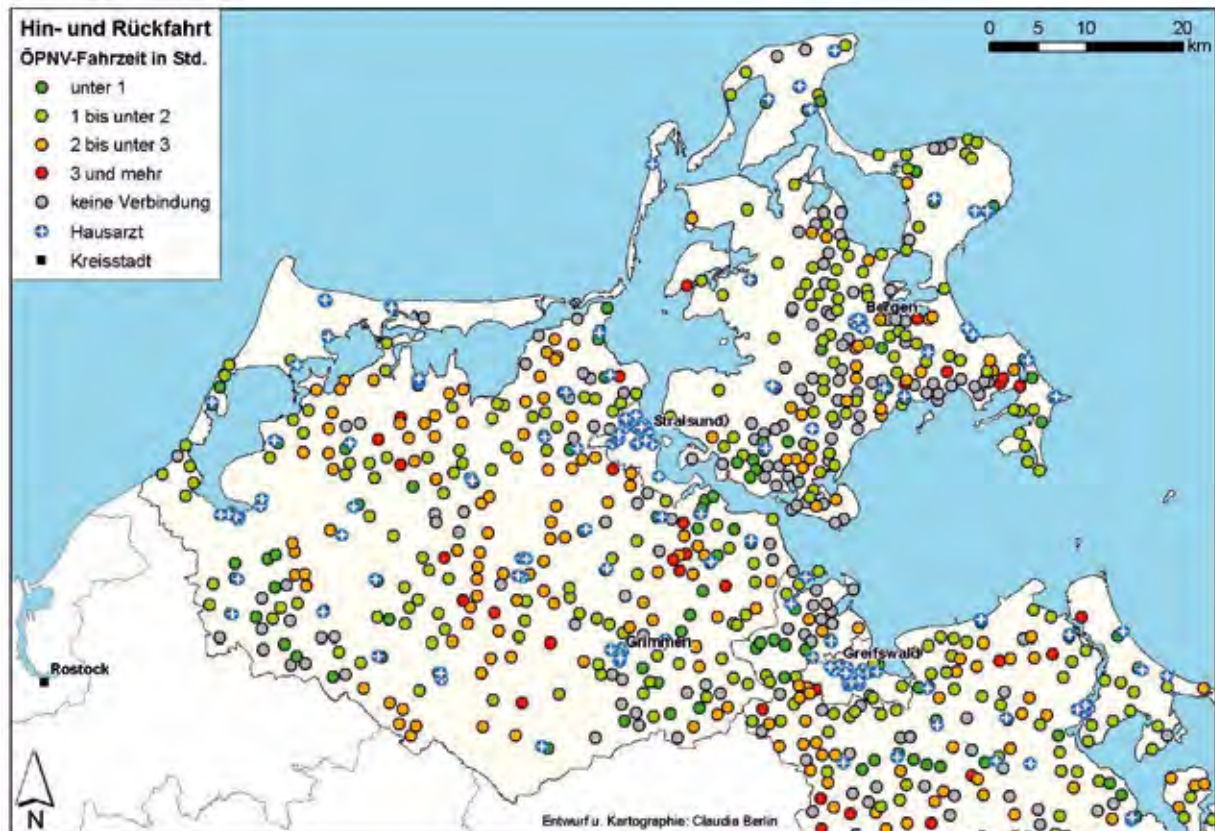 Hin- und Rückfahrt
ÖPNV-Fahrzeit in Std.
unter 1
1 bis unter 2
2 bis unter 3
3 und mehr
keine Verbindung
Hausarzt
Kreisstadt
0 5 10 20
km
Bergen
Stralsund
Grimmen
Greifswald
Rostock
N
Entwurf u. Kartographie: Claudia Berlin